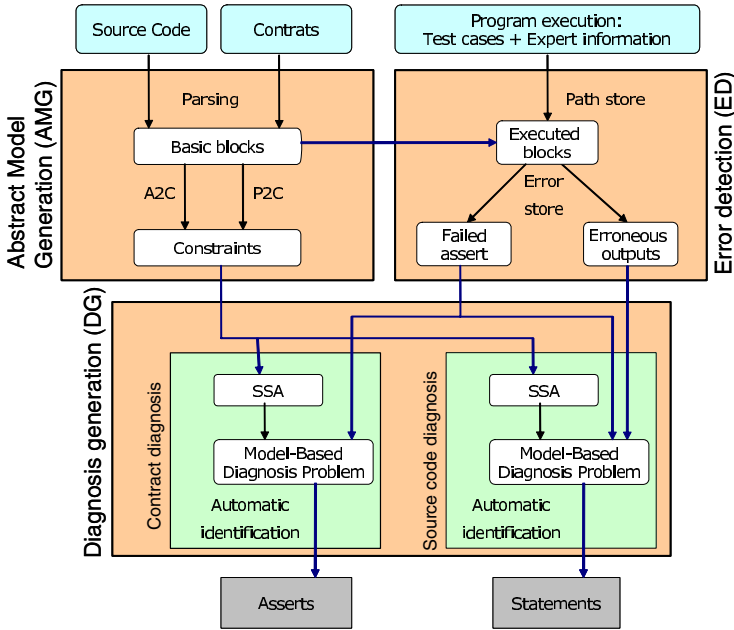 Source Code
Contrats
Program execution:
Test cases + Expert information
Abstract Model
Generation (AMG)
Parsing
Basic blocks
A2C
P2C
Constraints
Error detection (ED)
Path store
Executed
blocks
Error
store
Failed
assert
Erroneous
outputs
Diagnosis generation (DG)
Contract diagnosis
SSA
Model-Based
Diagnosis Problem
Automatic
identification
Source code diagnosis
SSA
Model-Based
Diagnosis Problem
Automatic
identification
Asserts
Statements